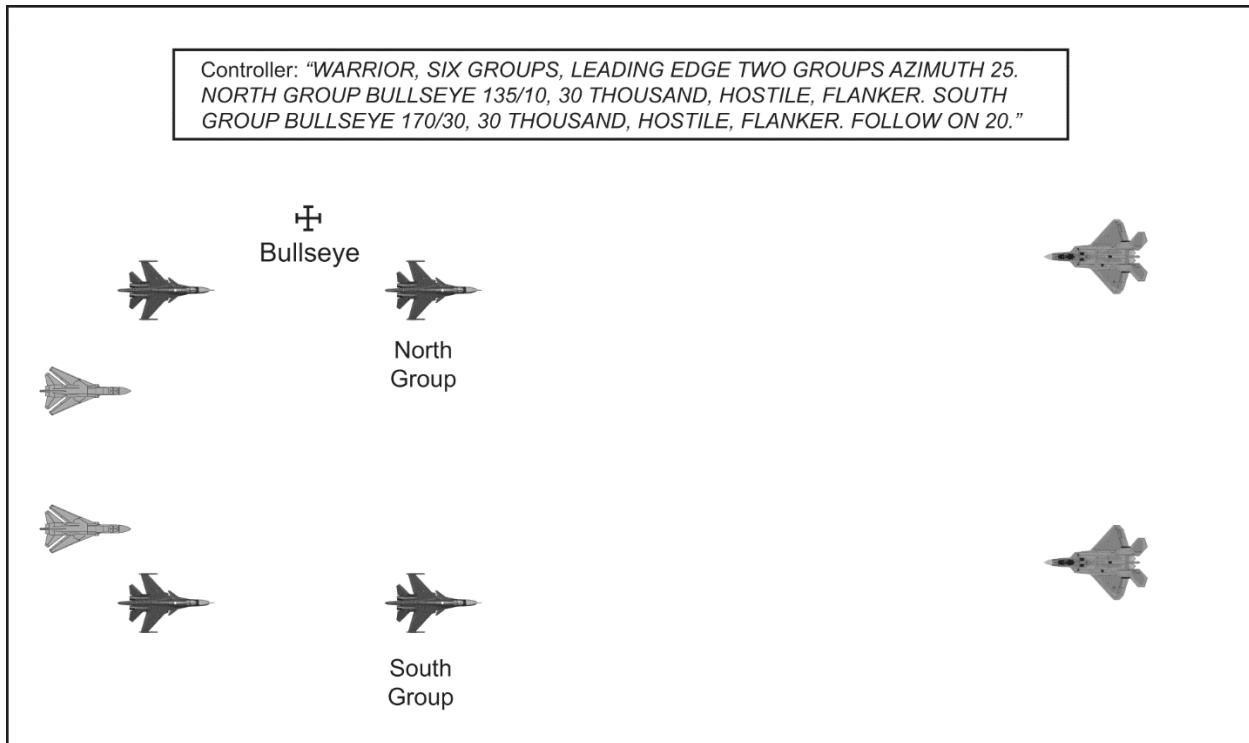 Controller: “WARRIOR, SIX GROUPS, LEADING EDGE TWO GROUPS AZIMUTH 25.
NORTH GROUP BULLSEYE 135/10, 30 THOUSAND, HOSTILE, FLANKER. SOUTH
GROUP BULLSEYE 170/30, 30 THOUSAND, HOSTILE, FLANKER. FOLLOW ON 20.”
Bullseye
North
Group
South
Group